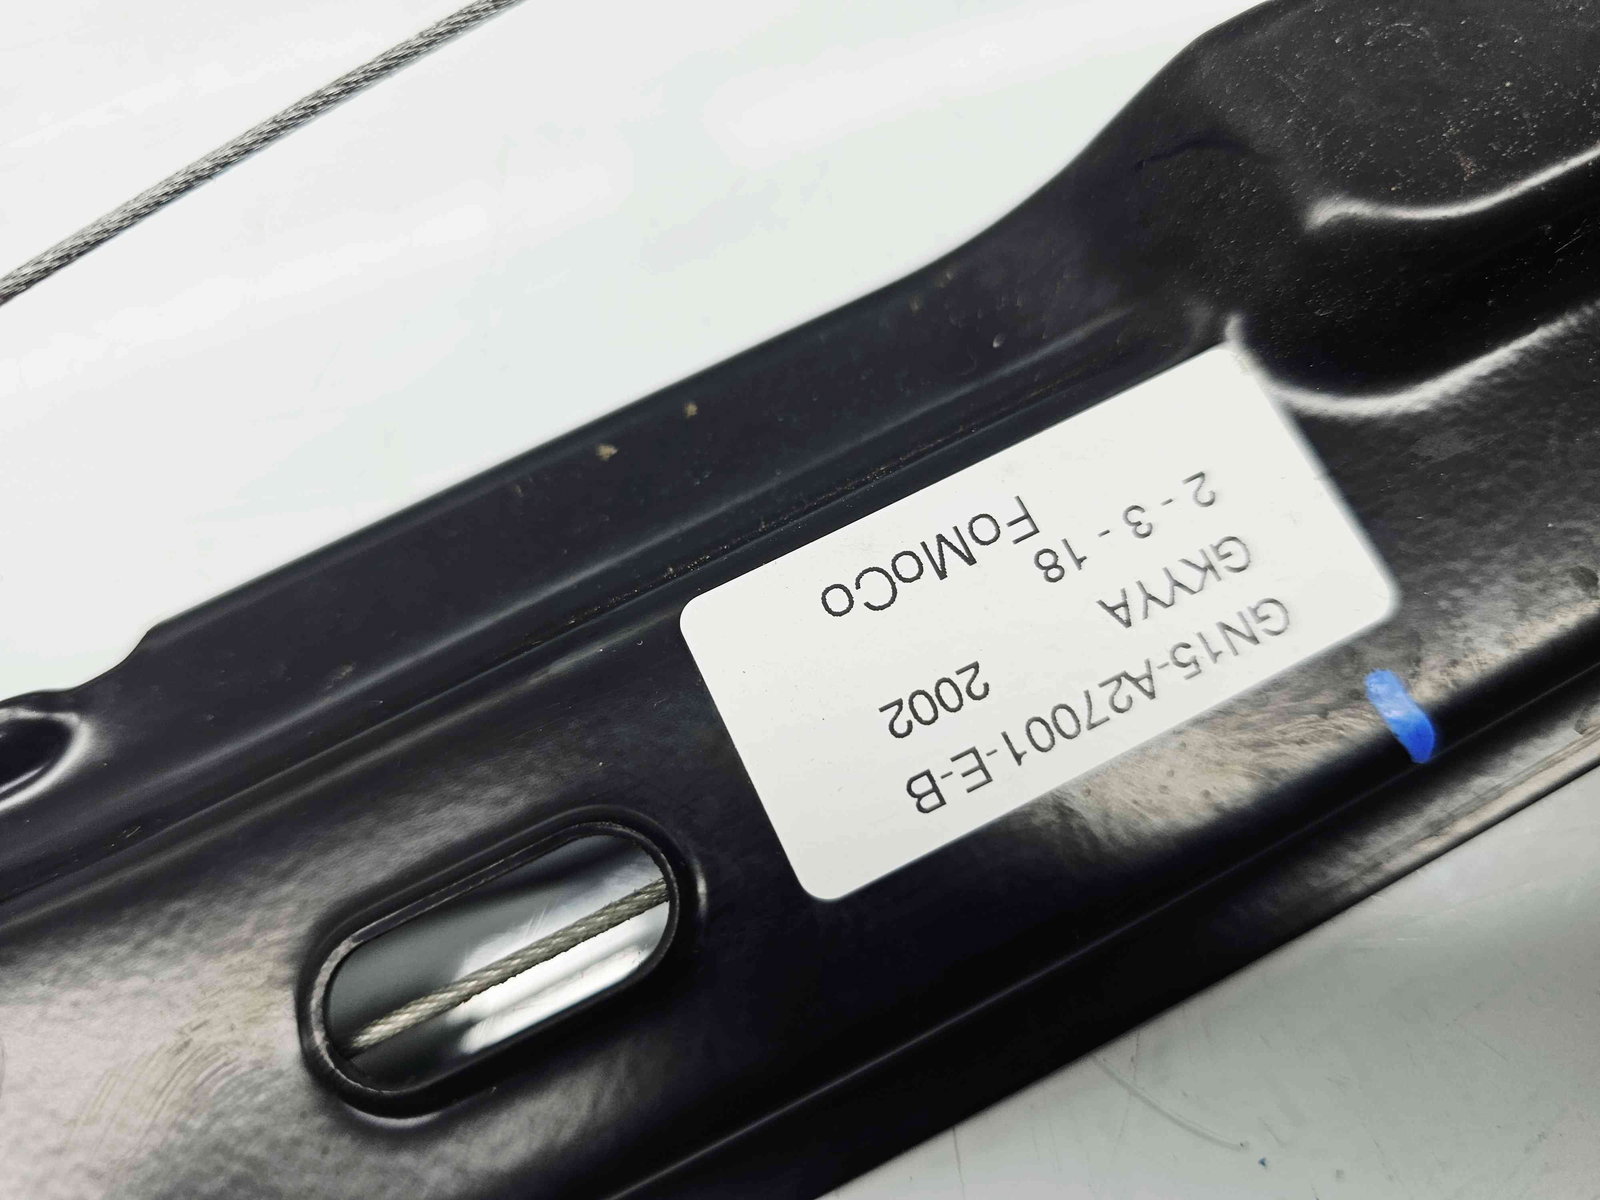 GN15-A27001-E-B
GKYYA 2002
2 - 3 - 18
FoMoCo